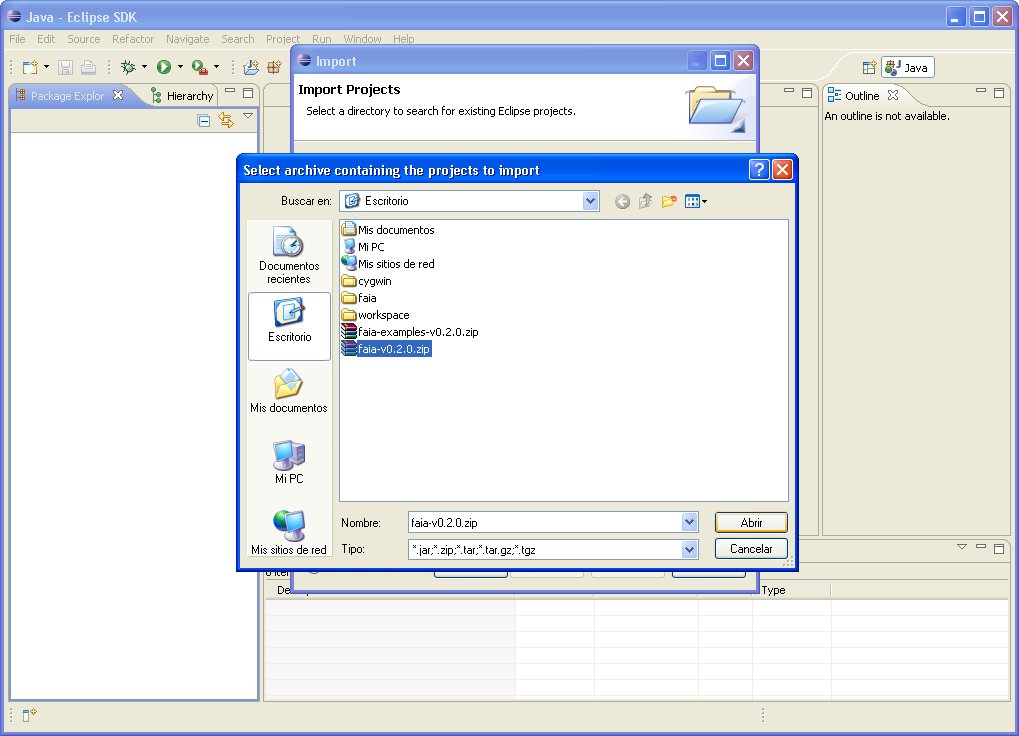 Java - Eclipse SDK
File Edit Source Refactor Navigate Search Project Run Window Help
Java
Package Explor
Hierarchy
Import
Import Projects
Select a directory to search for existing Eclipse projects.
Outline
An outline is not available.
Select archive containing the projects to import
Buscar en: Escritorio
Documentos recientes
Escritorio
Mis documentos
Mi PC
Mis sitios de red
Mis documentos
Mi PC
Mis sitios de red
cygwin
faia
workspace
faia-examples-v0.2.0.zip
faia-v0.2.0.zip
Nombre: faia-v0.2.0.zip Abrir
Tipo: *.jar;*.zip;*.tar;*.tar.gz;*.tgz Cancelar
Type